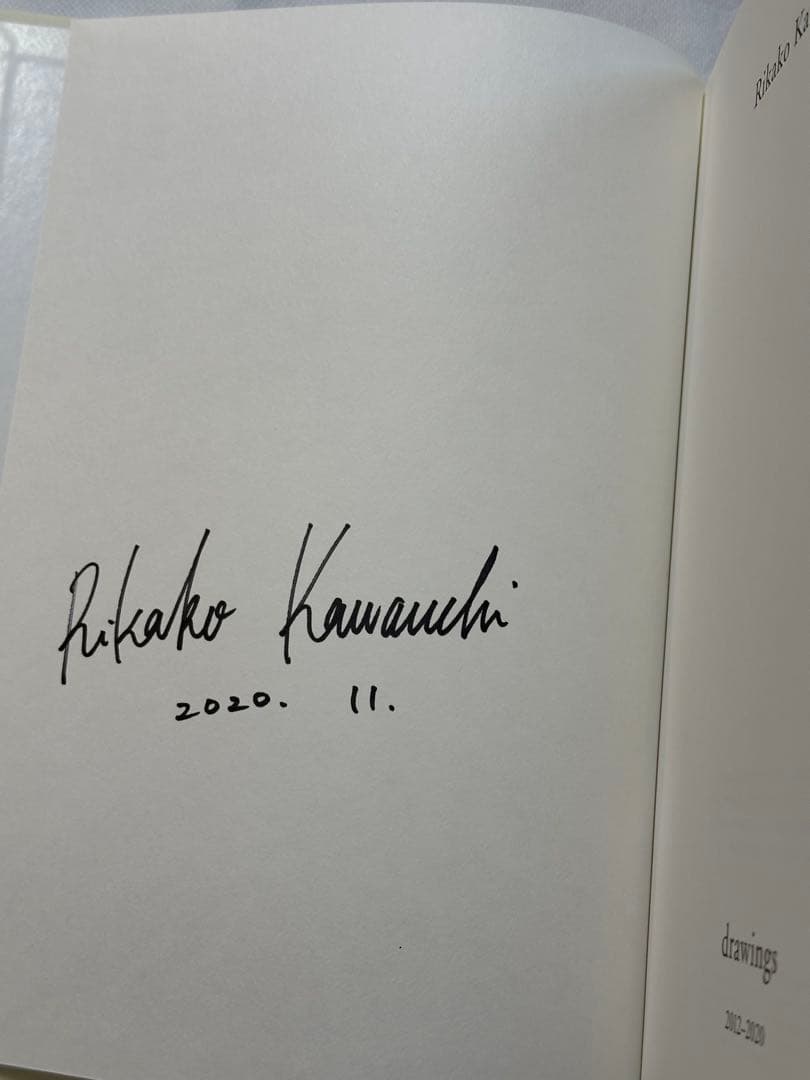 Rikako Kawauchi
2020. 11.
Rikako Ka
drawings
2012–2020